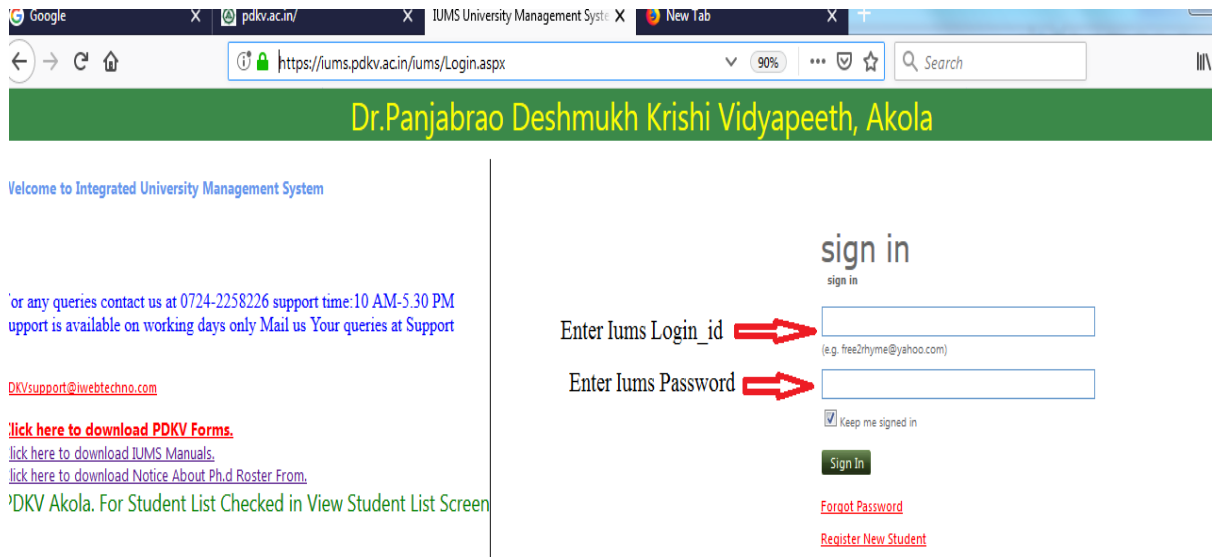 Google
pdkv.ac.in/
IUMS University Management Syste
New Tab
https://iums.pdkv.ac.in/iums/Login.aspx
90%
Search
Dr.Panjabrao Deshmukh Krishi Vidyapeeth, Akola
Velcome to Integrated University Management System
or any queries contact us at 0724-2258226 support time:10 AM-5.30 PM
upport is available on working days only Mail us Your queries at Support
DKVsupport@iwebtechno.com
lick here to download PDKV Forms.
lick here to download IUMS Manuals.
lick here to download Notice About Ph.d Roster From.
PDKV Akola. For Student List Checked in View Student List Screen
sign in
sign in
Enter Iums Login_id
(e.g. free2rhyme@yahoo.com)
Enter Iums Password
Keep me signed in
Sign In
Forgot Password
Register New Student